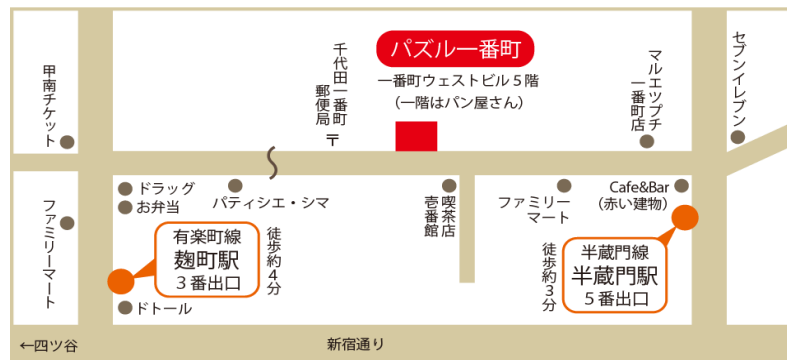 パズル一番町
一番町ウェストビル５階
（一階はパン屋さん）
甲南チケット
千代田一番町
郵便局
〒
マルエツプチ
一番町店
セブンイレブン
ドラッグ
お弁当
パティシエ・シマ
喫茶店
壱番館
ファミリー
マート
Cafe&Bar
（赤い建物）
ファミリーマート
有楽町線
麹町駅
３番出口
徒歩約４分
徒歩約３分
半蔵門線
半蔵門駅
５番出口
ドトール
←四ツ谷
新宿通り